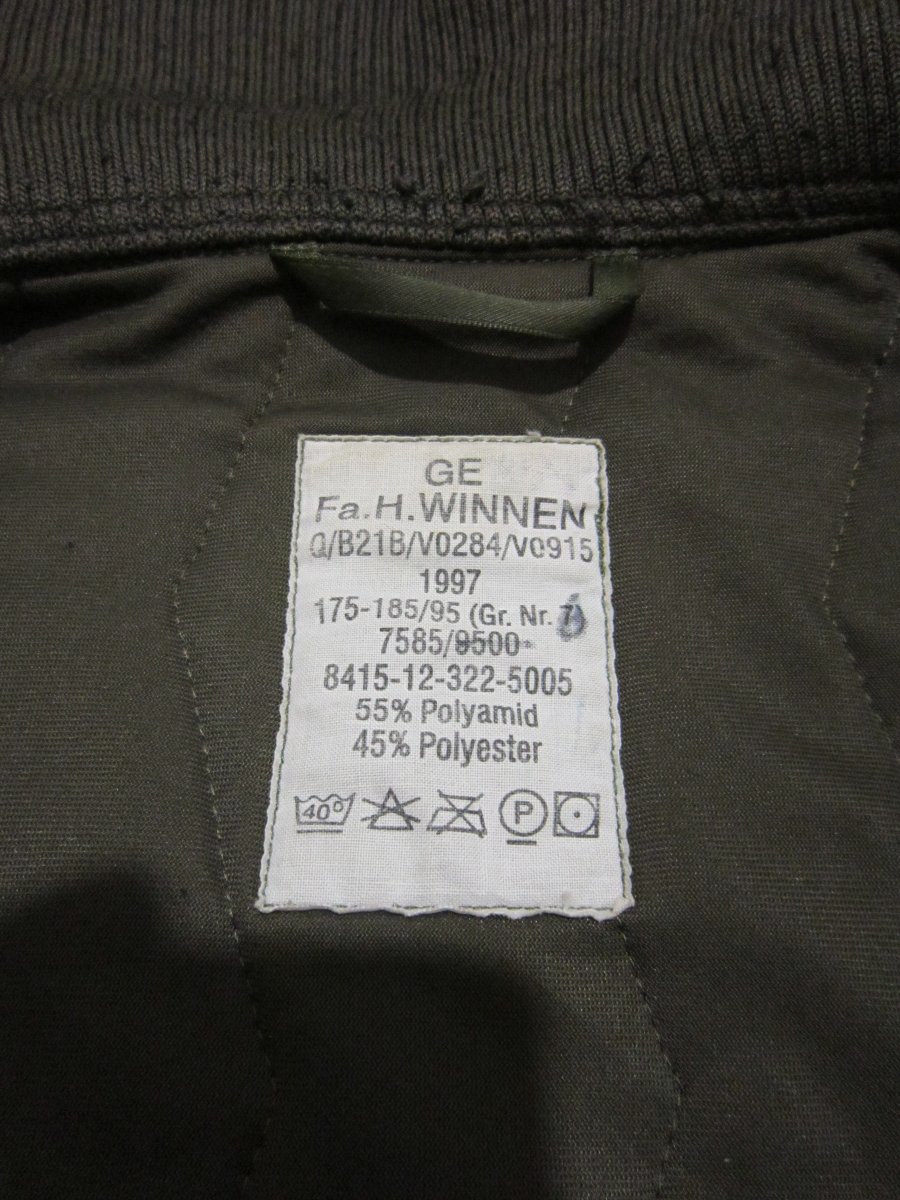 GE
Fa.H.WINNEN
Q/B21B/V0284/V0915
1997
175-185/95 (Gr. Nr. 7)
7585/9500
8415-12-322-5005
55% Polyamid
45% Polyester
40° P